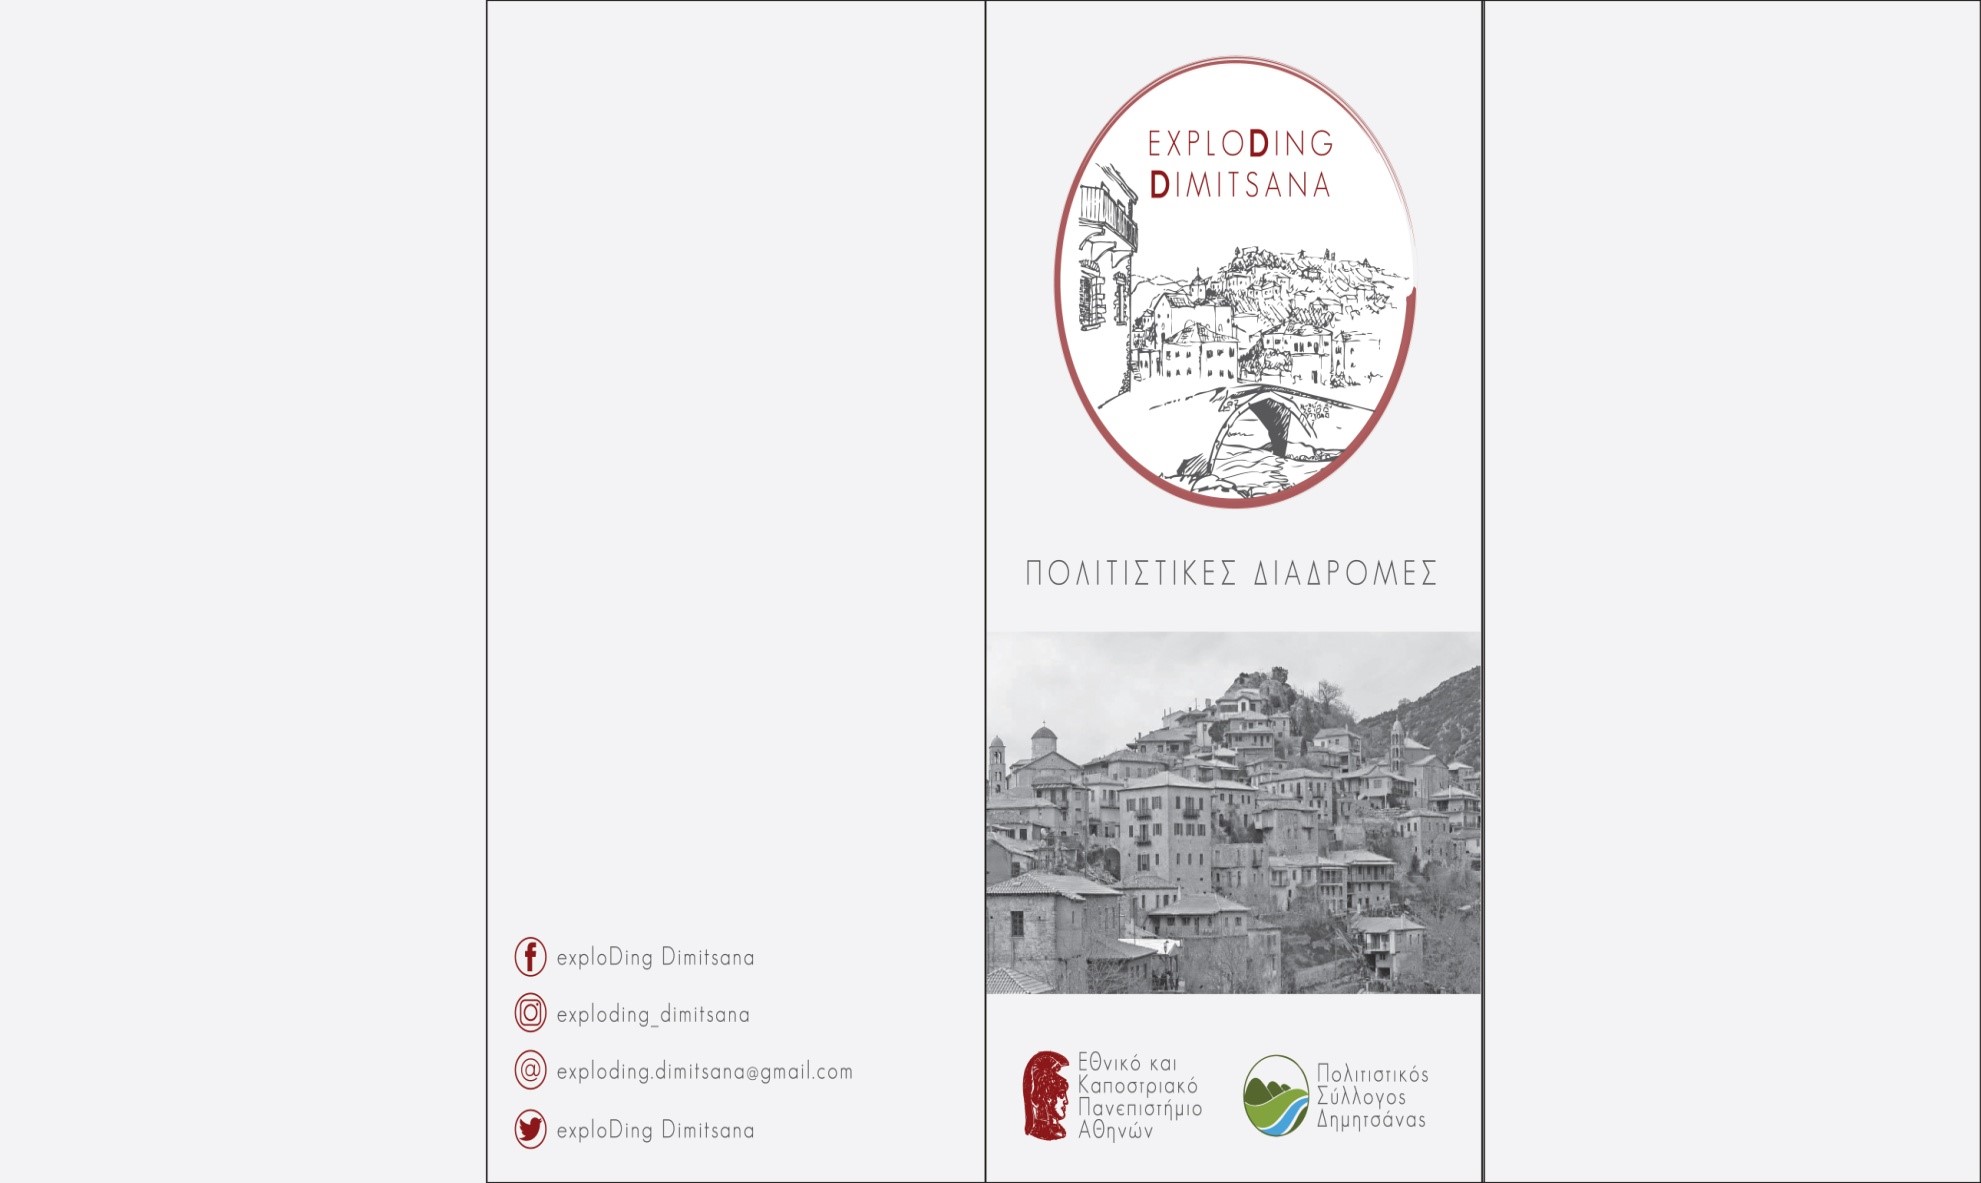 exploDing Dimitsana
exploding_dimitsana
exploding.dimitsana@gmail.com
exploDing Dimitsana
EXPLODING
DIMITSANA
ΠΟΛΙΤΙΣΤΙΚΕΣ ΔΙΑΔΡΟΜΕΣ
Εθνικό και
Καποστριακό
Πανεπιστήμιο
Αθηνών
Πολιτιστικός
Σύλλογος
Δημητσάνας